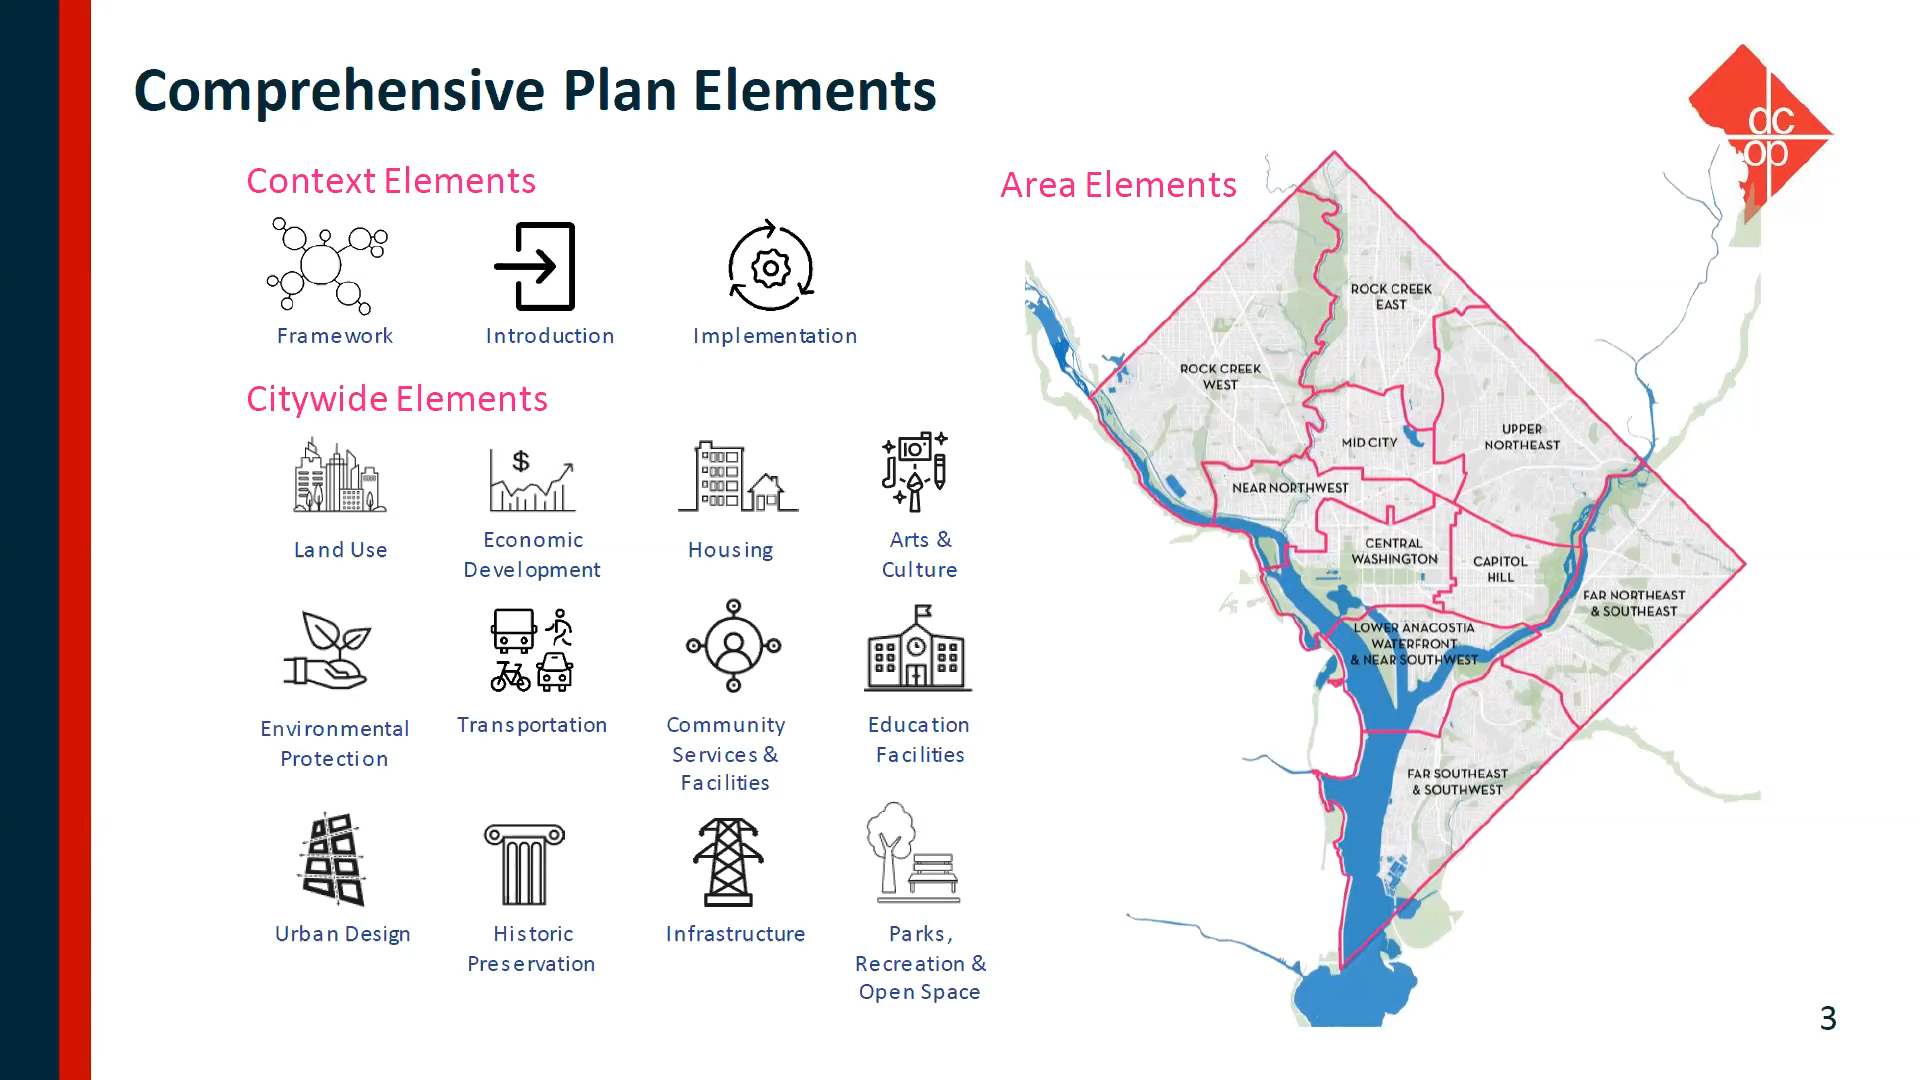 Comprehensive Plan Elements
dc
op
Context Elements
Framework
Introduction
Implementation
Citywide Elements
Land Use
$
Economic
Development
Housing
Arts &
Culture
Environmental
Protection
Transportation
Community
Services &
Facilities
Education
Facilities
Urban Design
Historic
Preservation
Infrastructure
Parks,
Recreation &
Open Space
Area Elements
ROCK CREEK
EAST
ROCK CREEK
WEST
MID CITY
UPPER
NORTHEAST
NEAR NORTHWEST
CENTRAL
WASHINGTON
CAPITOL
HILL
FAR NORTHEAST
& SOUTHEAST
LOWER ANACOSTIA
WATERFRONT
& NEAR SOUTHWEST
FAR SOUTHEAST
& SOUTHWEST
3